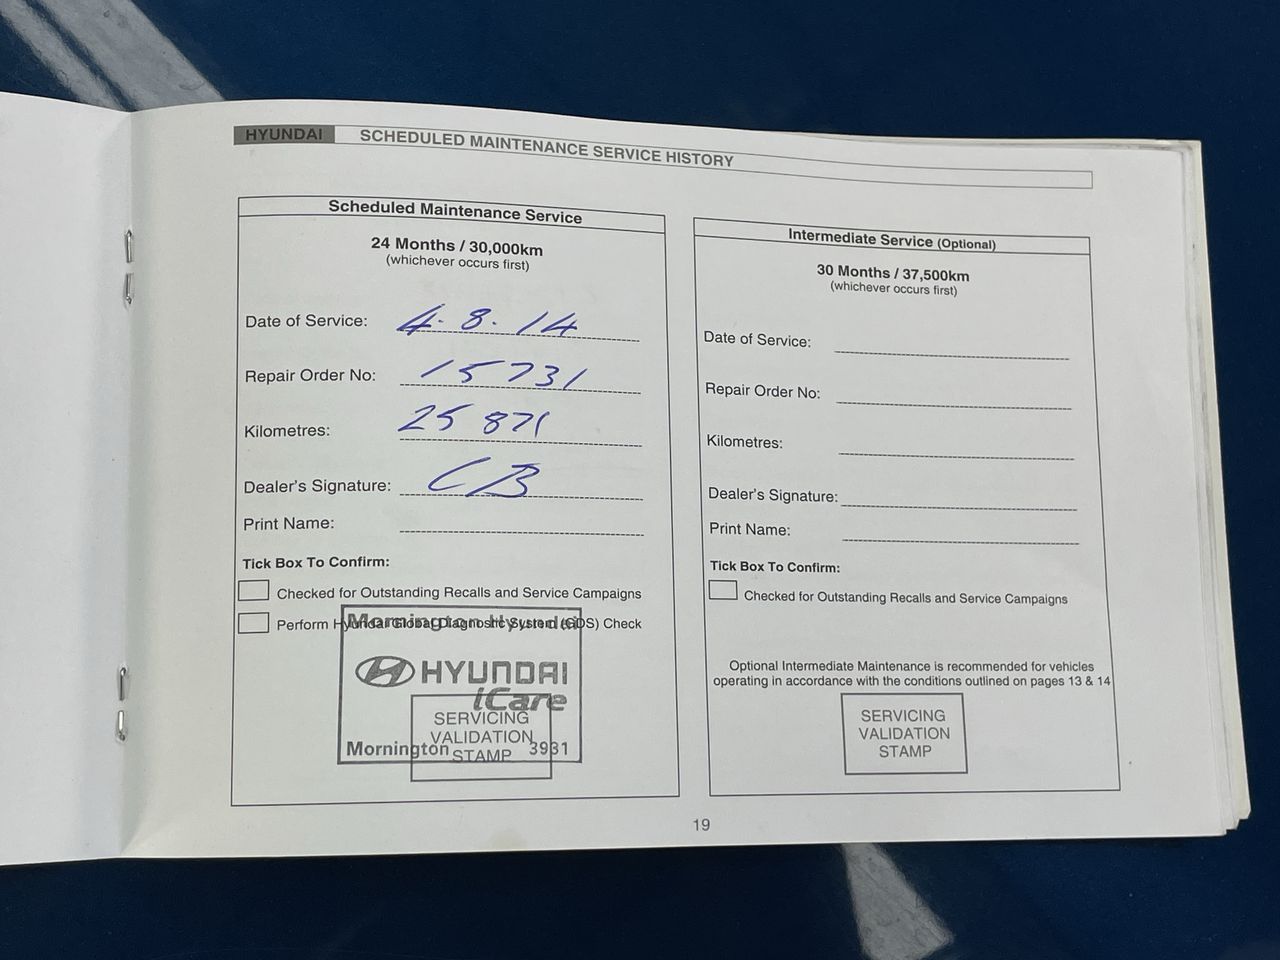 HYUNDAI SCHEDULED MAINTENANCE SERVICE HISTORY
Scheduled Maintenance Service
24 Months / 30,000km
(whichever occurs first)
Date of Service: 4.8.14
Repair Order No: 15731
Kilometres: 25 871
Dealer's Signature: CB
Print Name:
Tick Box To Confirm:
Checked for Outstanding Recalls and Service Campaigns
Perform Hyundai Global Diagnostic System (GDS) Check
Mornington Hyundai
HYUNDAI
iCare
Mornington 3931
SERVICING
VALIDATION
STAMP
Intermediate Service (Optional)
30 Months / 37,500km
(whichever occurs first)
Date of Service:
Repair Order No:
Kilometres:
Dealer's Signature:
Print Name:
Tick Box To Confirm:
Checked for Outstanding Recalls and Service Campaigns
Optional Intermediate Maintenance is recommended for vehicles
operating in accordance with the conditions outlined on pages 13 & 14
SERVICING
VALIDATION
STAMP
19